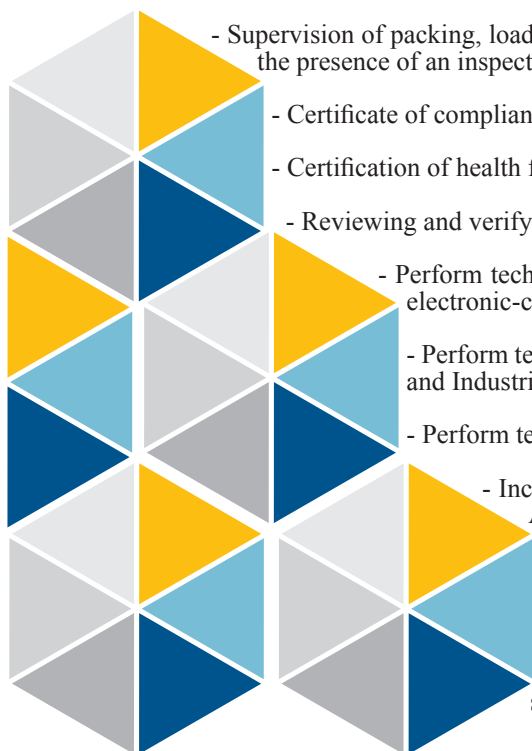 - Supervision of packing, load
the presence of an inspect
- Certificate of complian
- Certification of health
- Reviewing and verify
- Perform tech
electronic-c
- Perform te
and Industri
- Perform te
- Inc